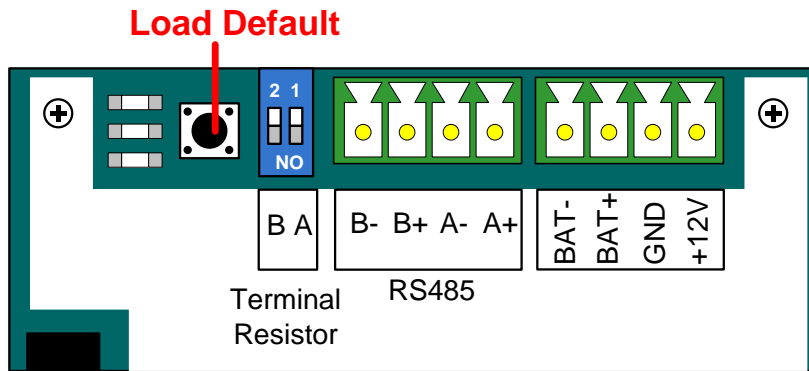 Load Default
2 1
NO
B A
B- B+ A- A+
BAT-
BAT+
GND
+12V
Terminal
Resistor
RS485